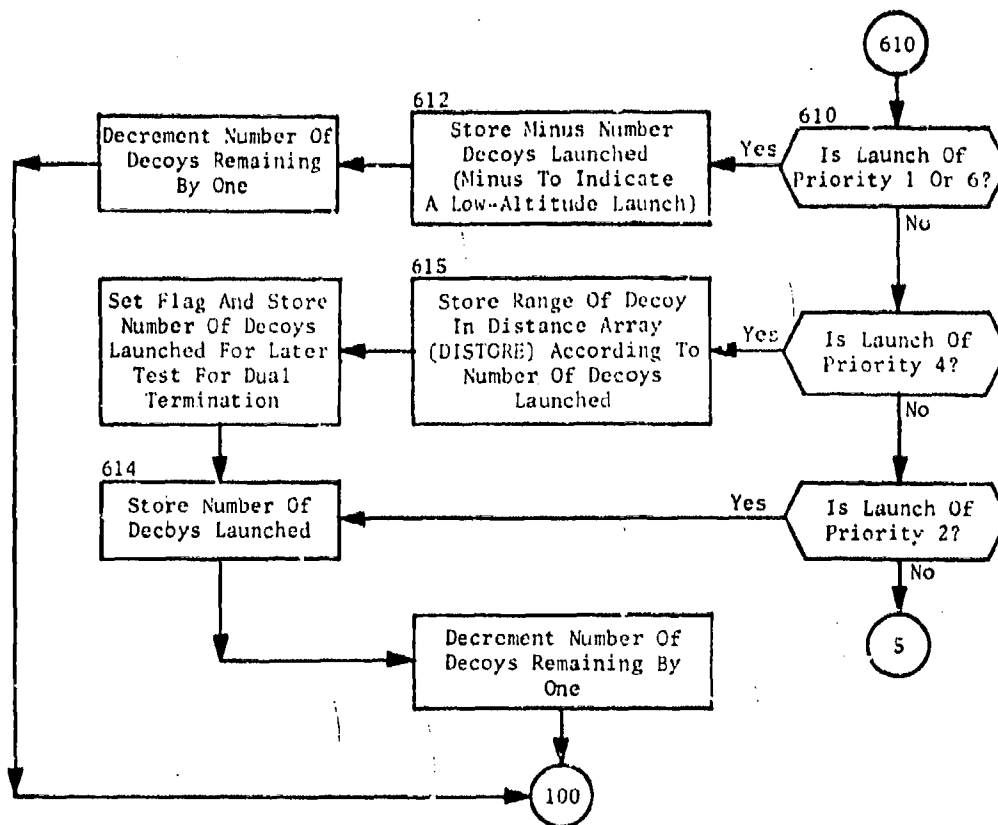 610
610
Is Launch Of
Priority 1 Or 6?
Yes
No
612
Store Minus Number
Decoys Launched
(Minus To Indicate
A Low-Altitude Launch)
Decrement Number Of
Decoys Remaining
By One
Is Launch Of
Priority 4?
Yes
No
615
Store Range Of Decoy
In Distance Array
(DISTORE) According To
Number Of Decoys
Launched
Set Flag And Store
Number Of Decoys
Launched For Later
Test For Dual
Termination
Is Launch Of
Priority 2?
Yes
No
614
Store Number Of
Decoys Launched
5
Decrement Number Of
Decoys Remaining By
One
100